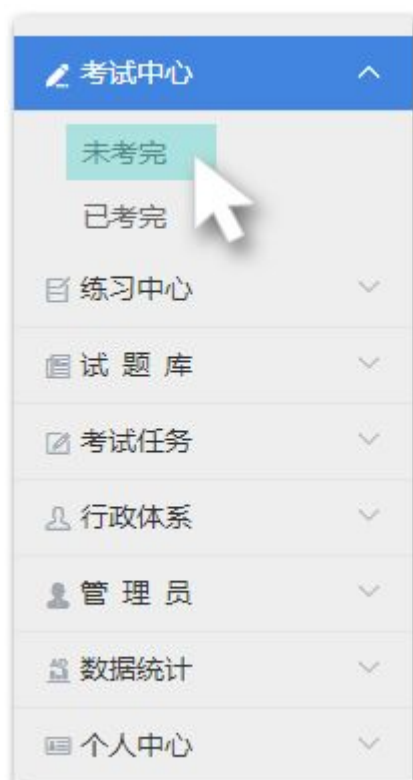 考试中心
未考完
已考完
练习中心
试 题 库
考试任务
行政体系
管 理 员
数据统计
个人中心